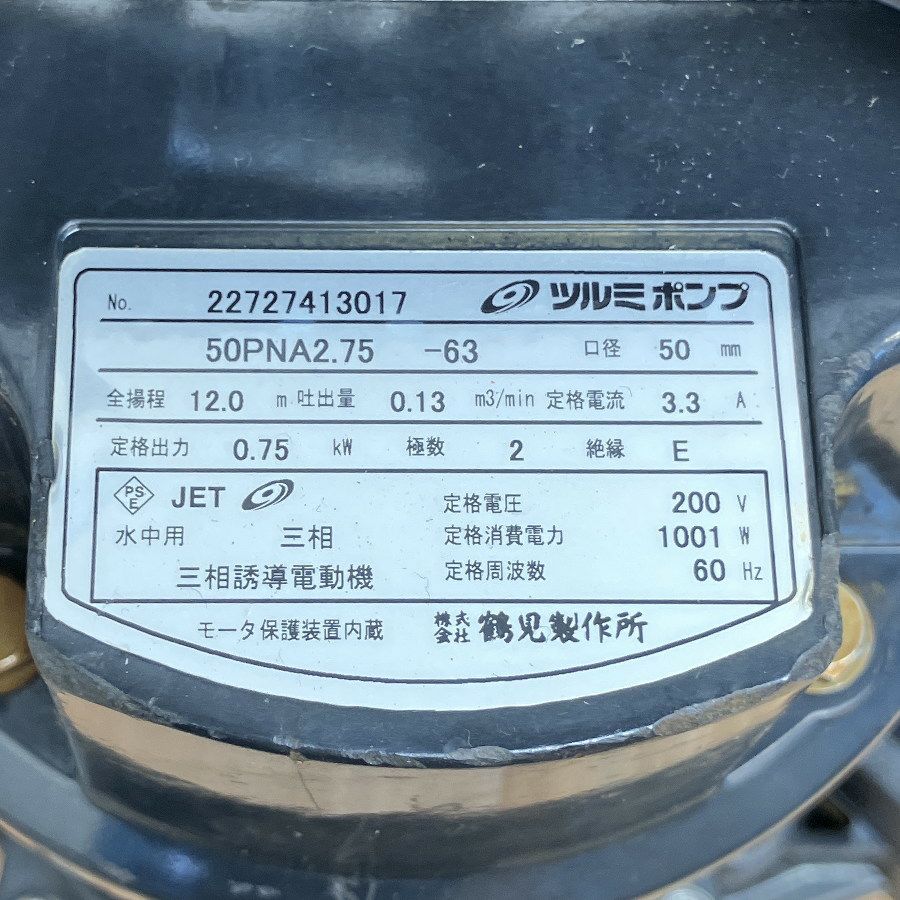 No. 22727413017 ツルミポンプ
50PNA2.75 -63 口径 50 mm
全揚程 12.0 m 吐出量 0.13 m3/min 定格電流 3.3 A
定格出力 0.75 kW 極数 2 絶縁 E
PSE JET 定格電圧 200 V
水中用 三相 定格消費電力 1001 W
三相誘導電動機 定格周波数 60 Hz
モータ保護装置内蔵 株式会社 鶴見製作所